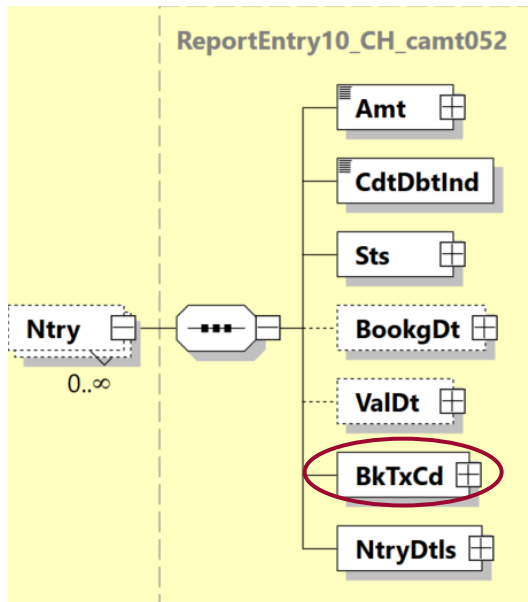 ReportEntry10_CH_camt052
Amt
CdtDbtInd
Sts
Ntry
0..∞
BookgDt
ValDt
BkTxCd
NtryDtls